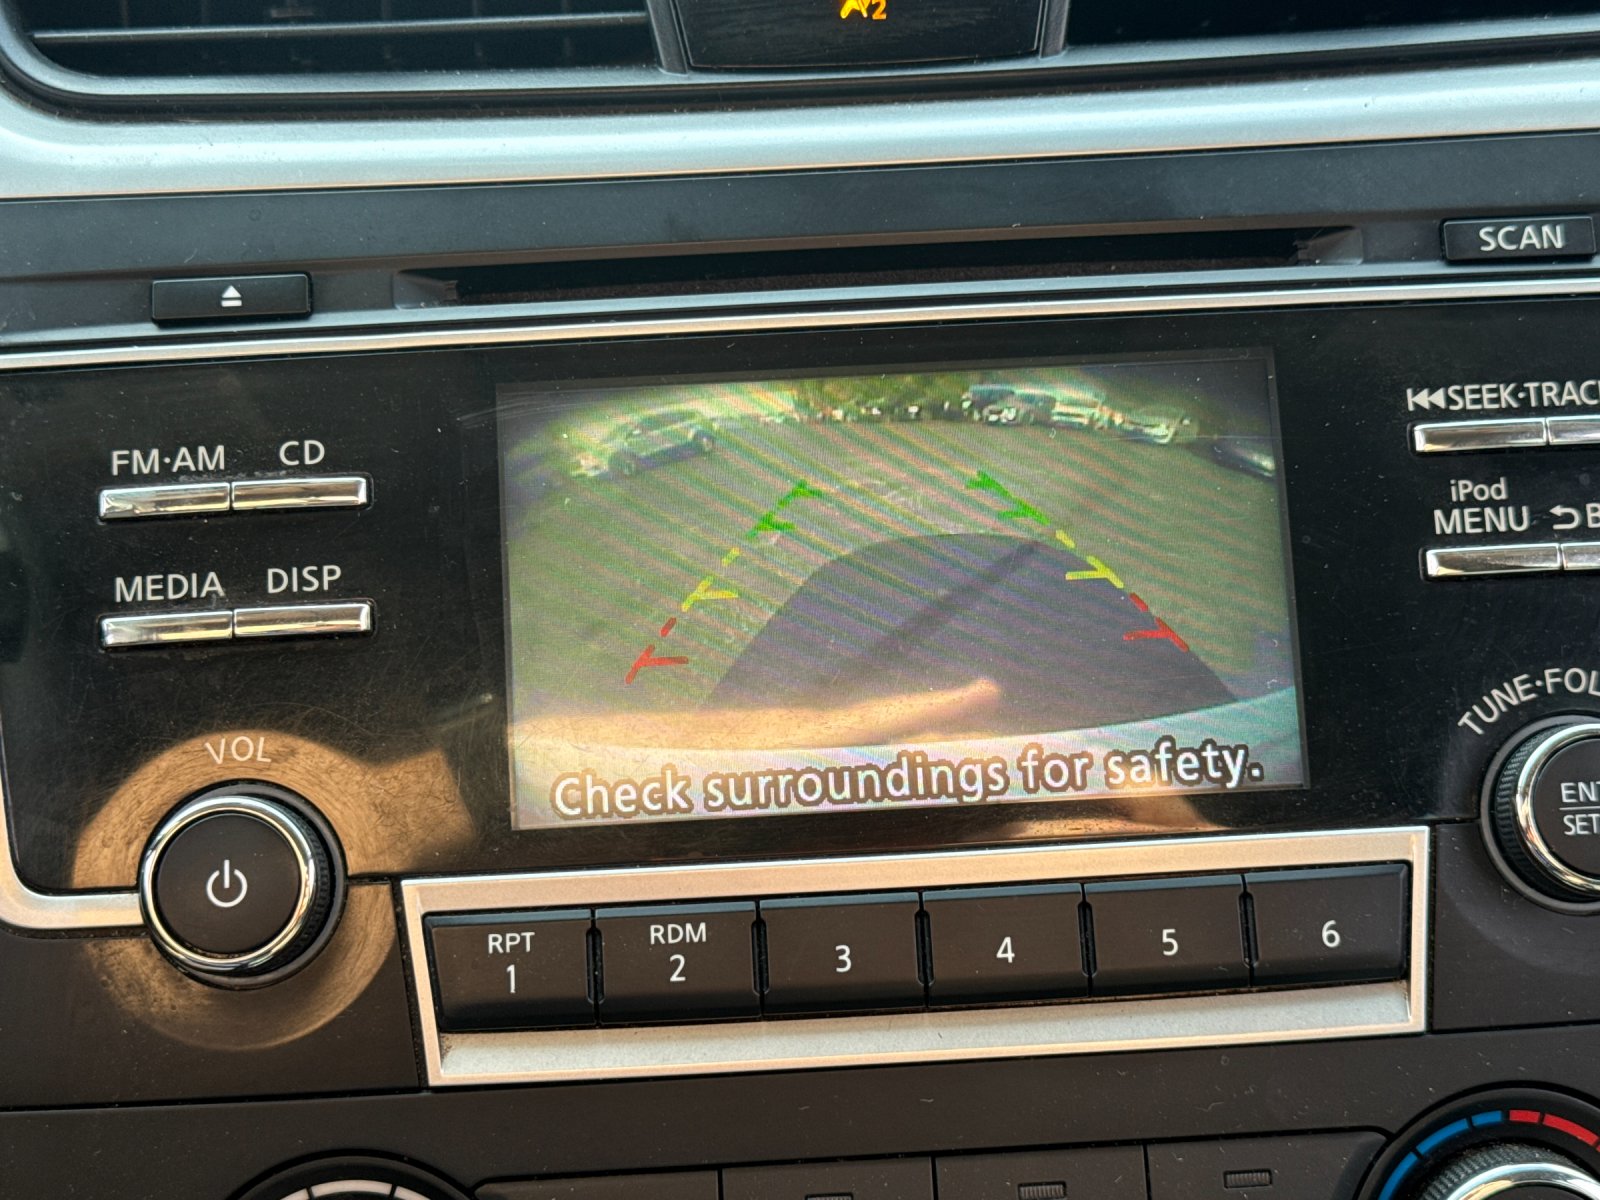 SCAN
FM·AM CD
SEEK·TRACK
iPod
MENU
MEDIA DISP
TUNE·FOL
VOL
Check surroundings for safety.
ENT
SET
RPT
1
RDM
2
3
4
5
6